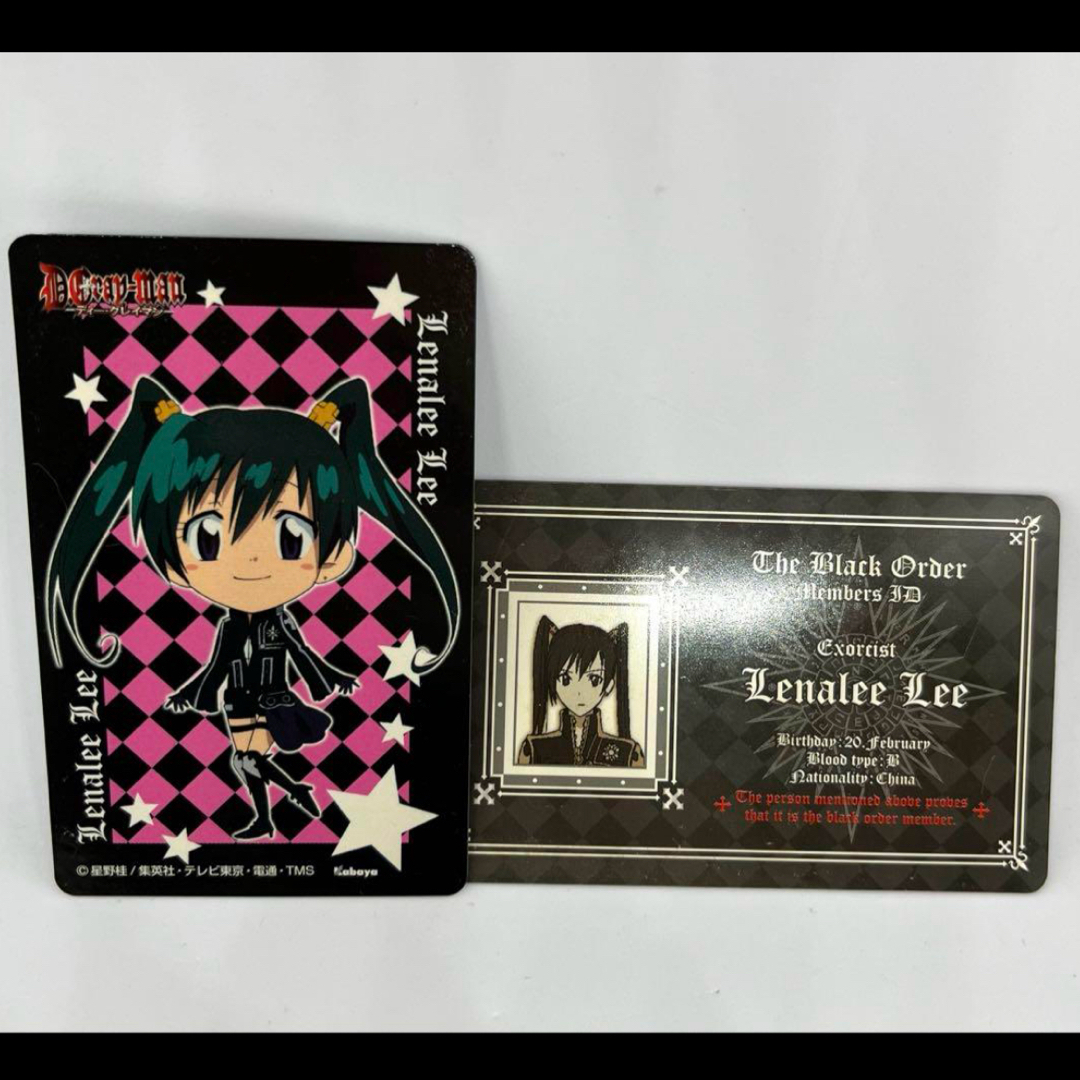 D.Gray-man
ディー・グレイマン
Lenalee Lee
Lenalee Lee
©星野桂/集英社・テレビ東京・電通・TMS Kabaya
The Black Order
Members ID
Exorcist
Lenalee Lee
Birthday:20.February
Blood type:B
Nationality:China
The person mentioned above probes
that it is the black order member.